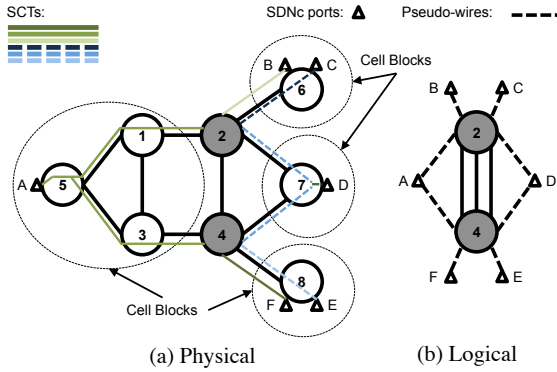 SCTs: SDNc ports: Pseudo-wires:
B C
6
Cell Blocks
B C
1 2 2
A 5 7 D A D
3 4 4
8
Cell Blocks F E F E
(a) Physical (b) Logical